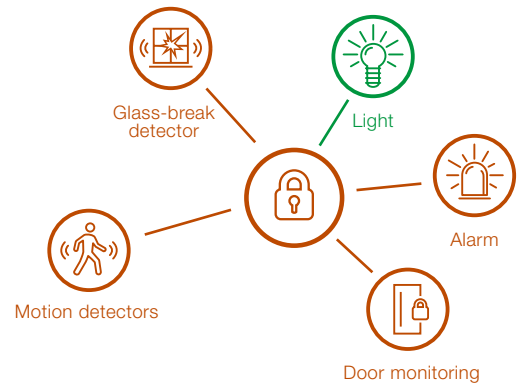 Glass-break
detector
Light
Alarm
Motion detectors
Door monitoring